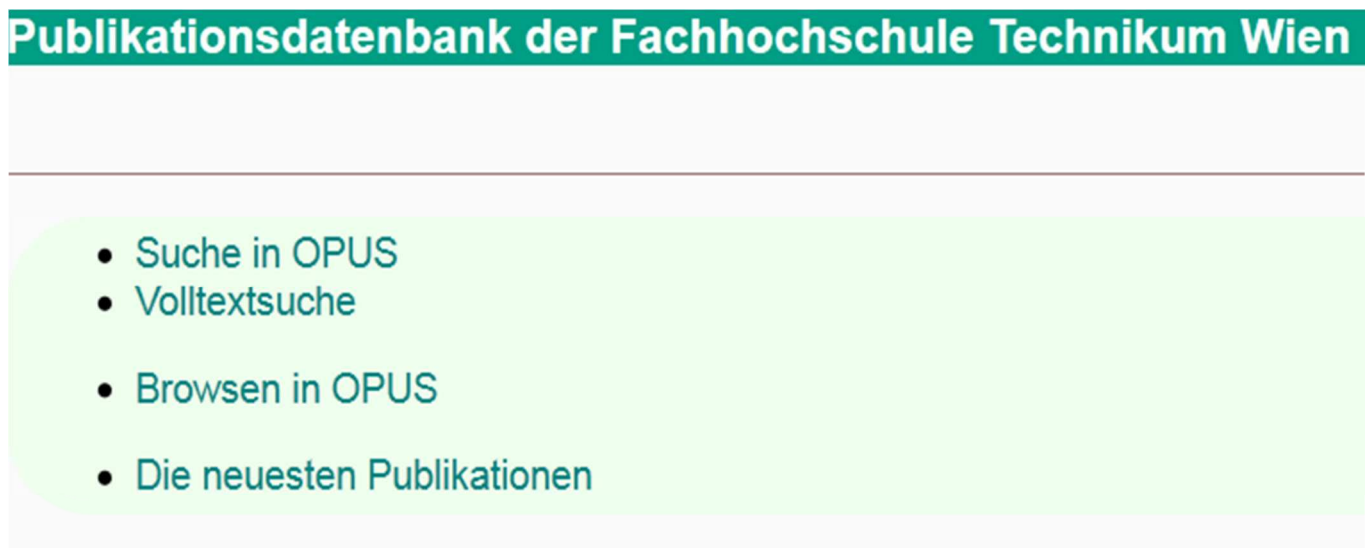 Publikationsdatenbank der Fachhochschule Technikum Wien
Suche in OPUS
Volltextsuche
Browsen in OPUS
Die neuesten Publikationen